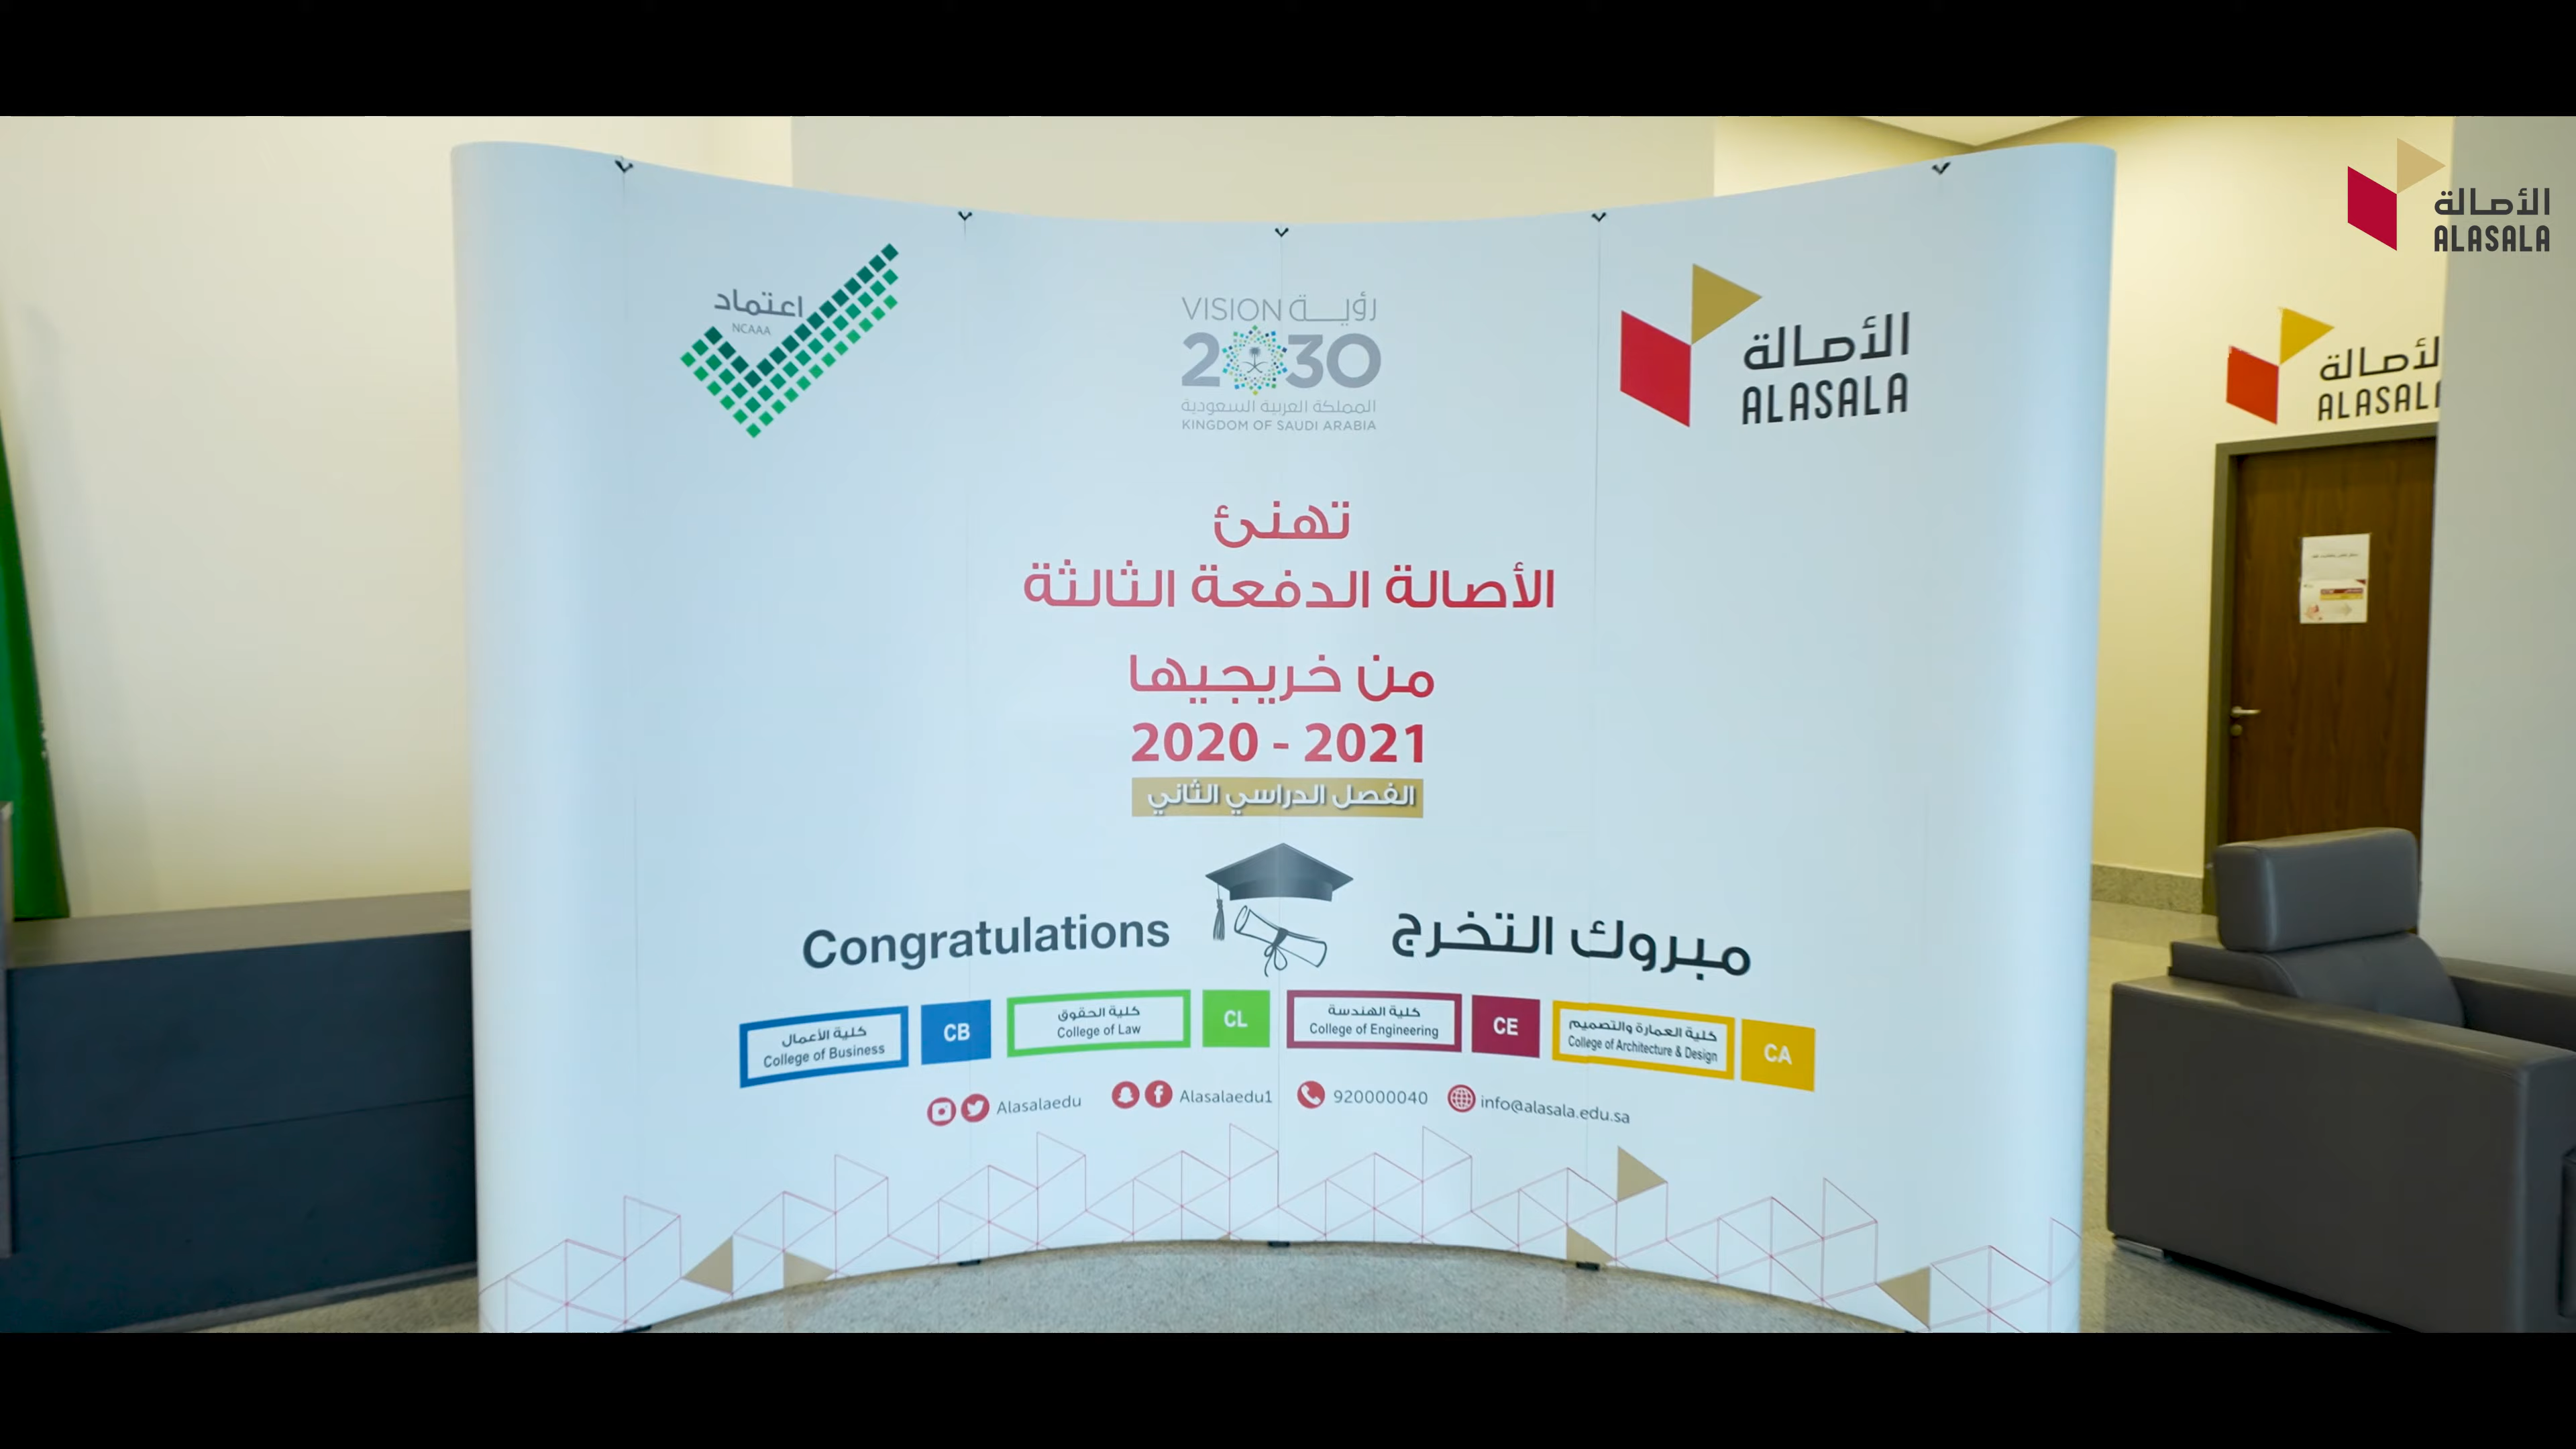 الأصالة
ALASALA
الأصالة
ALASALA
رؤيـــة VISION
2030
المملكة العربية السعودية
KINGDOM OF SAUDI ARABIA
اعتماد
NCAAA
تهنئ
الأصالة الدفعة الثالثة
من خريجيها
2020 - 2021
الفصل الدراسي الثاني
مبروك التخرج
Congratulations
كلية الأعمال
College of Business
CB
كلية الحقوق
College of Law
CL
كلية الهندسة
College of Engineering
CE
كلية العمارة والتصميم
College of Architecture & Design
CA
Alasalaedu
Alasalaedu1
920000040
info@alasala.edu.sa